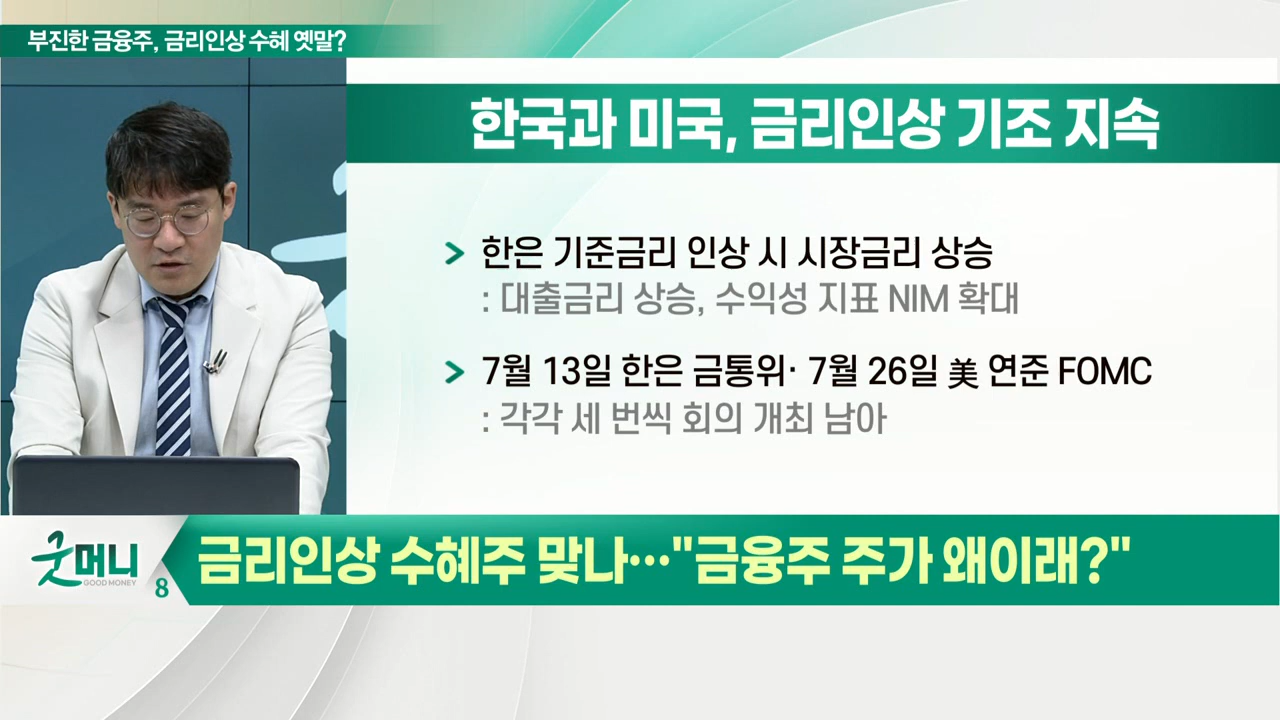 부진한 금융주, 금리인상 수혜 옛말?
한국과 미국, 금리인상 기조 지속
> 한은 기준금리 인상 시 시장금리 상승
: 대출금리 상승, 수익성 지표 NIM 확대
> 7월 13일 한은 금통위· 7월 26일 美 연준 FOMC
: 각각 세 번씩 회의 개최 남아
굿머니
GOOD MONEY
8
금리인상 수혜주 맞나…"금융주 주가 왜이래?"